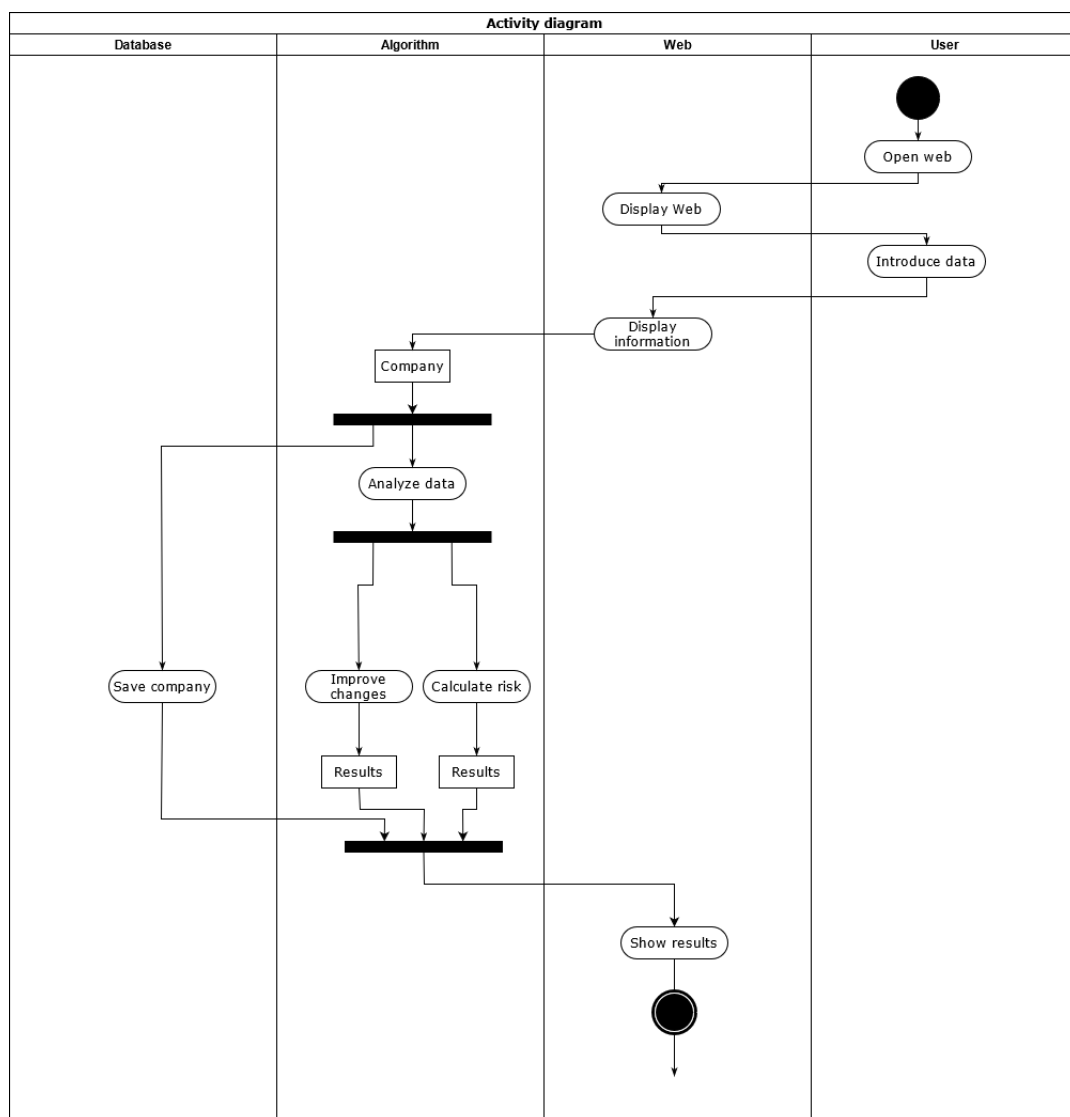 Activity diagram
Database
Algorithm
Web
User
Open web
Display Web
Introduce data
Display
information
Company
Analyze data
Save company
Improve
changes
Calculate risk
Results
Results
Show results